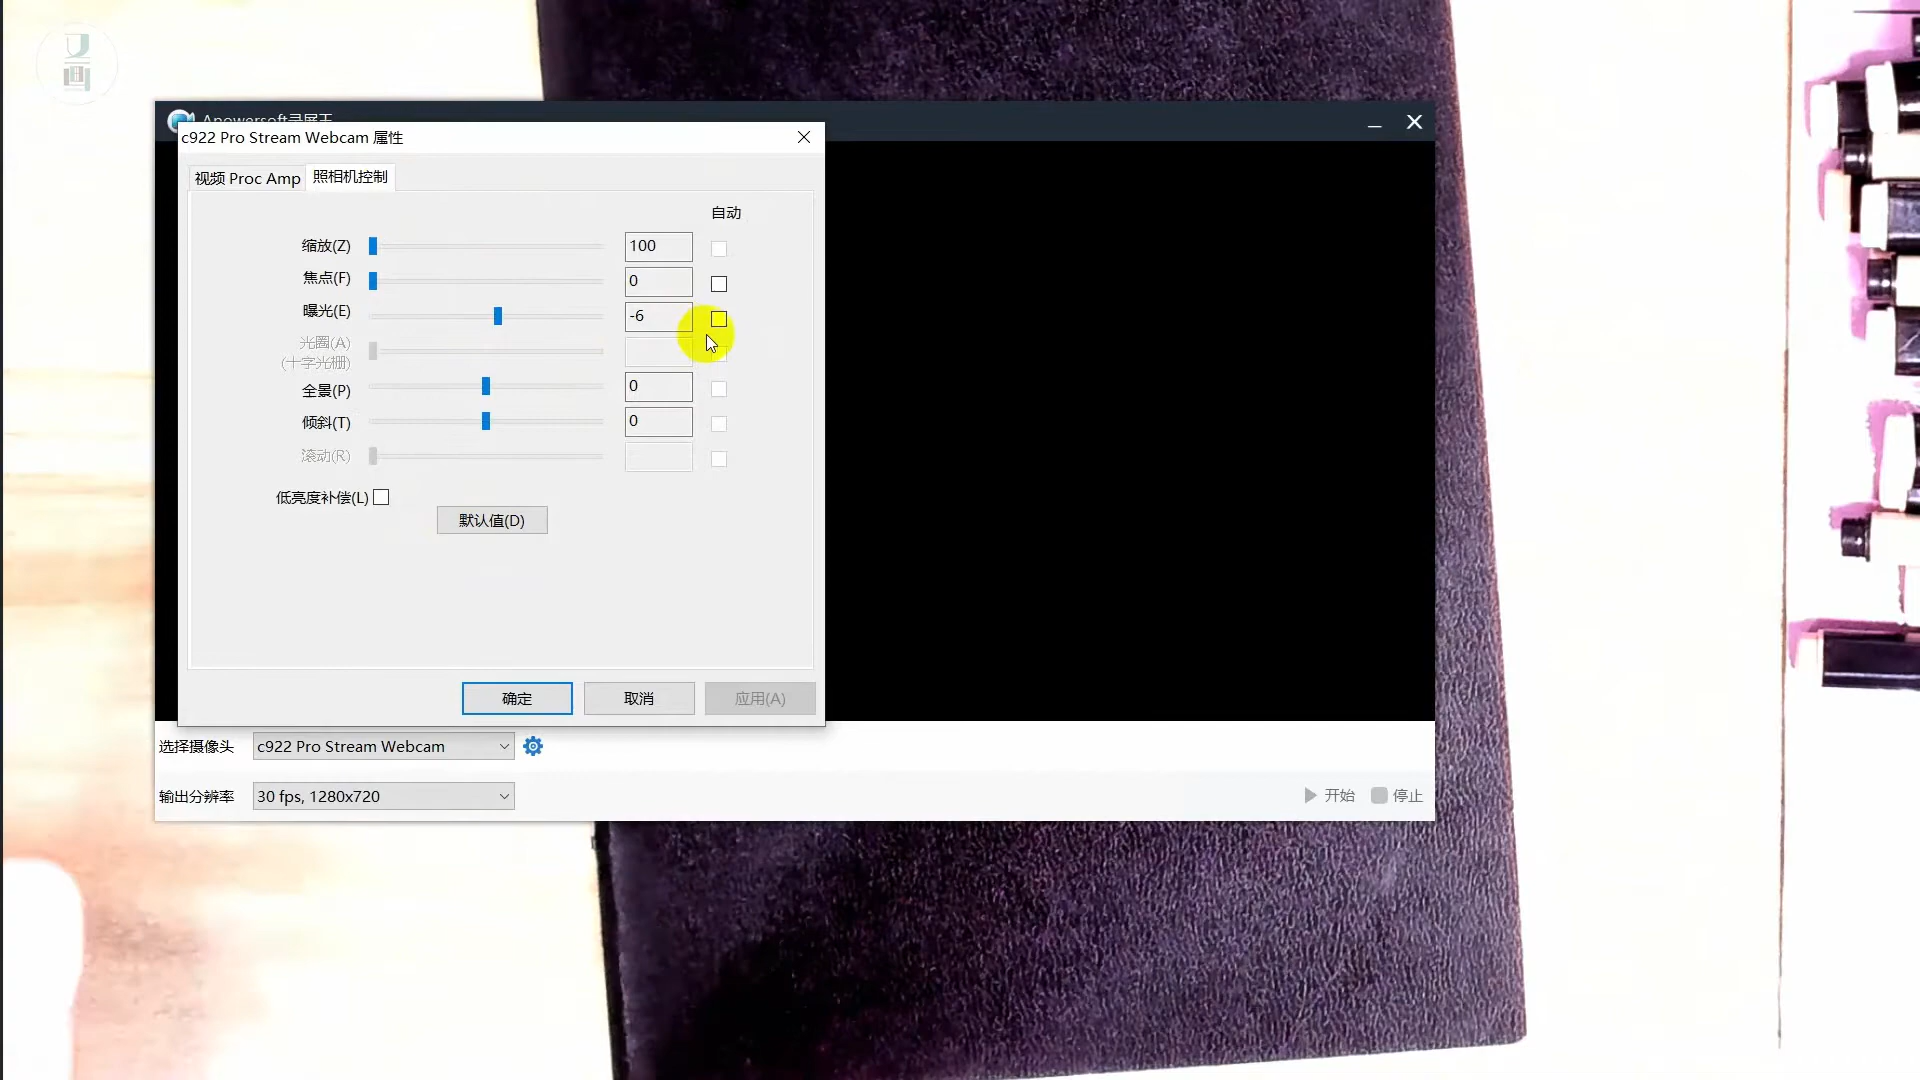 Apowersoft录屏王
c922 Pro Stream Webcam 属性
视频 Proc Amp
照相机控制
自动
缩放(Z)
100
焦点(F)
0
曝光(E)
-6
光圈(A)
(十字光栅)
全景(P)
0
倾斜(T)
0
滚动(R)
低亮度补偿(L)
默认值(D)
确定
取消
应用(A)
选择摄像头
c922 Pro Stream Webcam
输出分辨率
30 fps, 1280x720
开始
停止